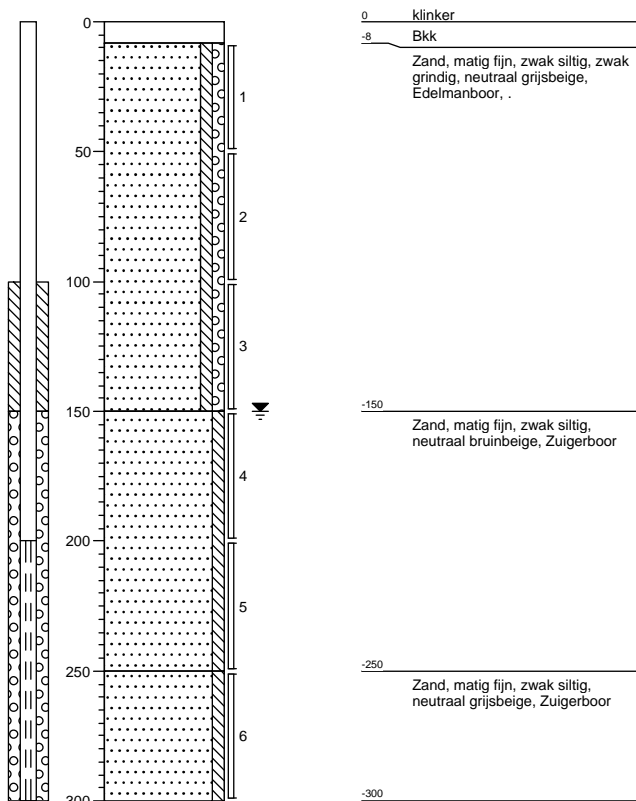 0
klinker
-8
Bkk
Zand, matig fijn, zwak siltig, zwak
grindig, neutraal grijsbeige,
Edelmanboor, .
-150
Zand, matig fijn, zwak siltig,
neutraal bruinbeige, Zuigerboor
-250
Zand, matig fijn, zwak siltig,
neutraal grijsbeige, Zuigerboor
-300
0
50
100
150
200
250
300
1
2
3
4
5
6